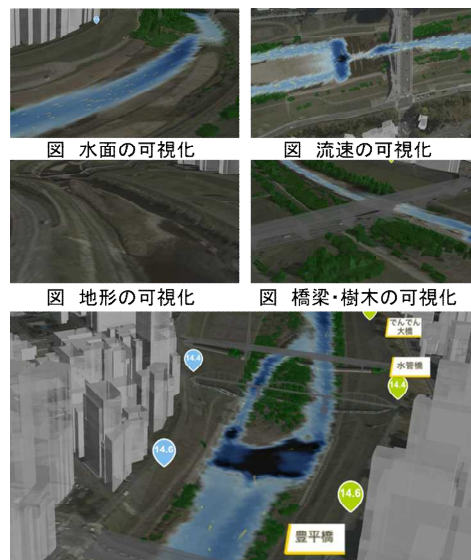 図 水面の可視化
図 流速の可視化
図 地形の可視化
図 橋梁・樹木の可視化
でんでん
大橋
水管橋
14.4
14.4
14.6
14.6
豊平橋